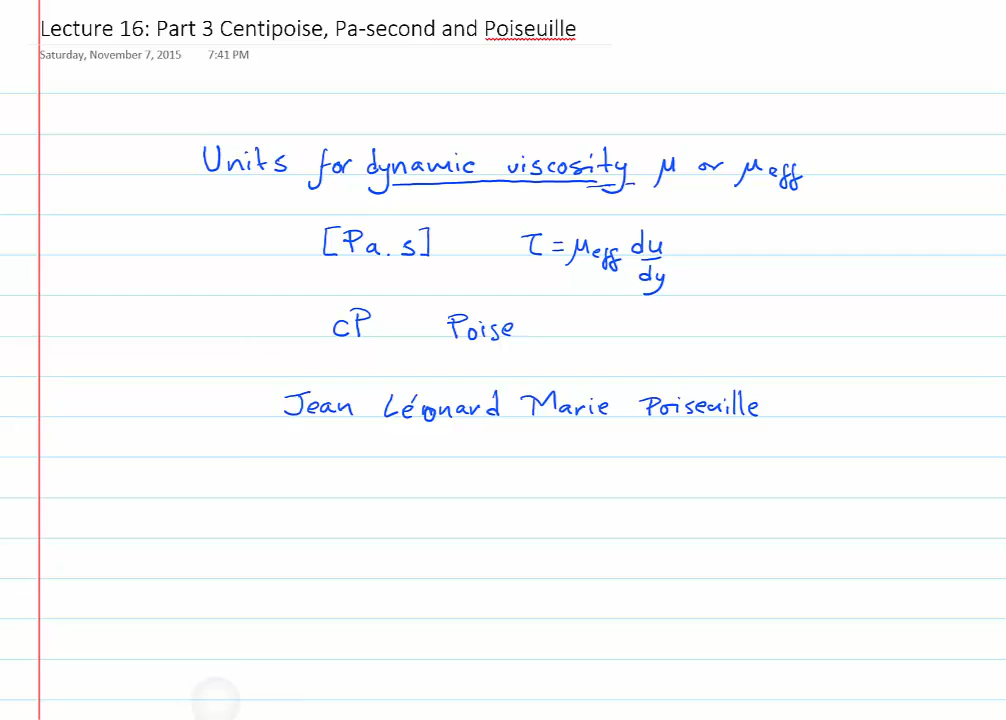 Lecture 16: Part 3 Centipoise, Pa-second and Poiseuille
Saturday, November 7, 2015 7:41 PM
Units for dynamic viscosity μ or μeff
[Pa.s] τ = μeff du/dy
cP Poise
Jean Léonard Marie Poiseuille